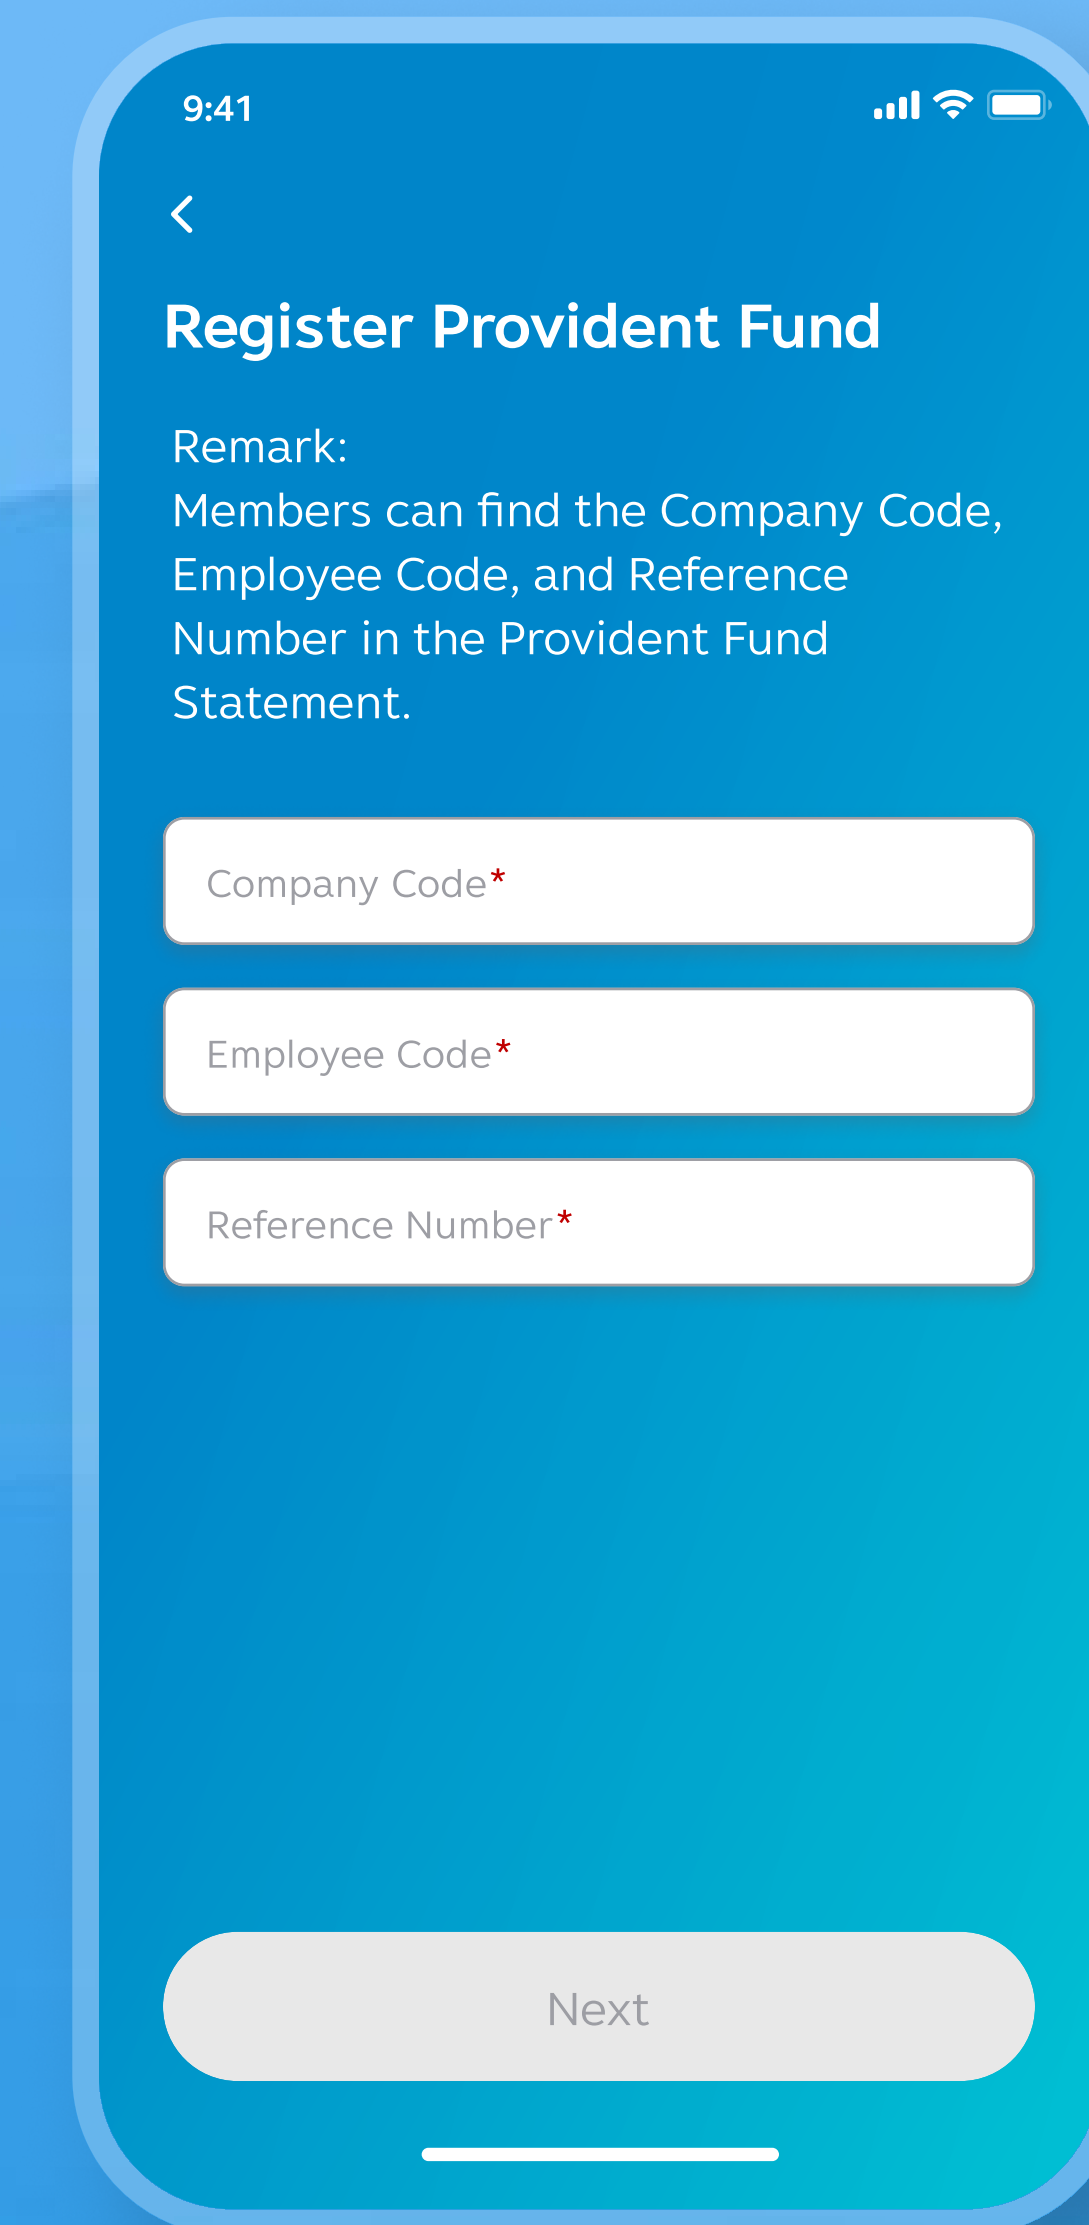 9:41
Register Provident Fund
Remark:
Members can find the Company Code,
Employee Code, and Reference
Number in the Provident Fund
Statement.
Company Code*
Employee Code*
Reference Number*
Next